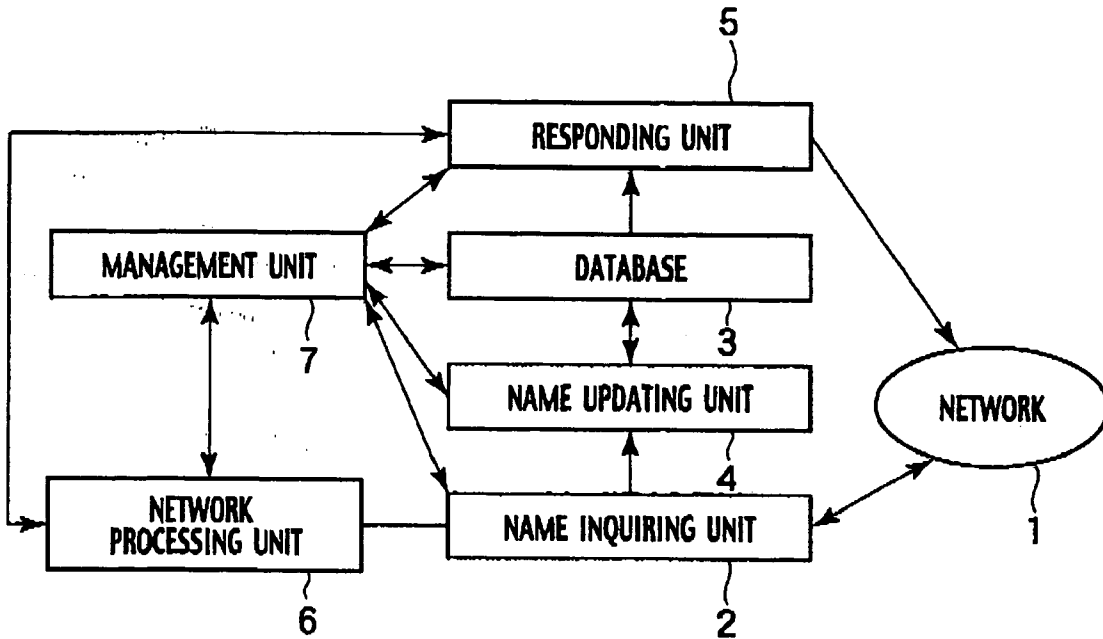 5
RESPONDING UNIT
MANAGEMENT UNIT
DATABASE
7
3
NAME UPDATING UNIT
NETWORK
4
1
NETWORK
PROCESSING UNIT
NAME INQUIRING UNIT
6
2